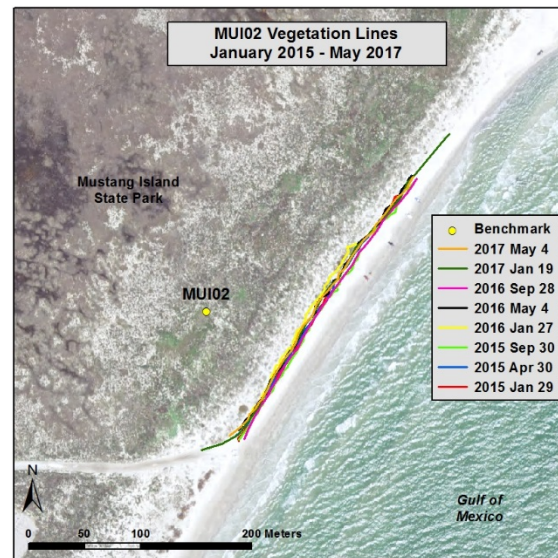 MUI02 Vegetation Lines
January 2015 - May 2017
Mustang Island
State Park
MUI02
Benchmark
2017 May 4
2017 Jan 19
2016 Sep 28
2016 May 4
2016 Jan 27
2015 Sep 30
2015 Apr 30
2015 Jan 29
N
Gulf of
Mexico
0 50 100 200 Meters